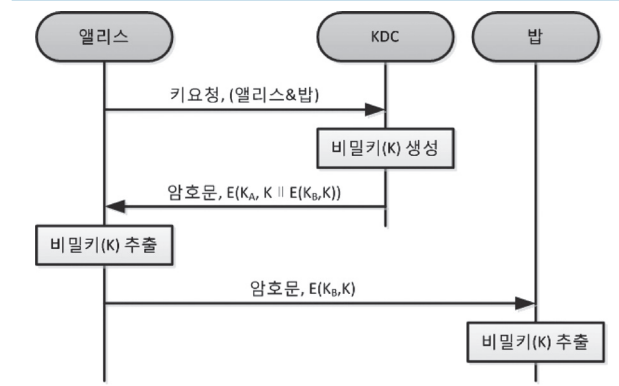 앨리스
KDC
밥
키요청, (앨리스&밥)
비밀키(K) 생성
암호문, E(KA, K ∥ E(KB,K))
비밀키(K) 추출
암호문, E(KB,K)
비밀키(K) 추출